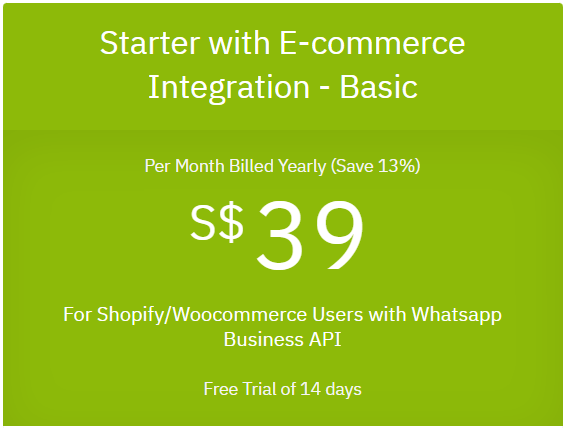 Starter with E-commerce
Integration - Basic
Per Month Billed Yearly (Save 13%)
S$ 39
For Shopify/Woocommerce Users with Whatsapp
Business API
Free Trial of 14 days